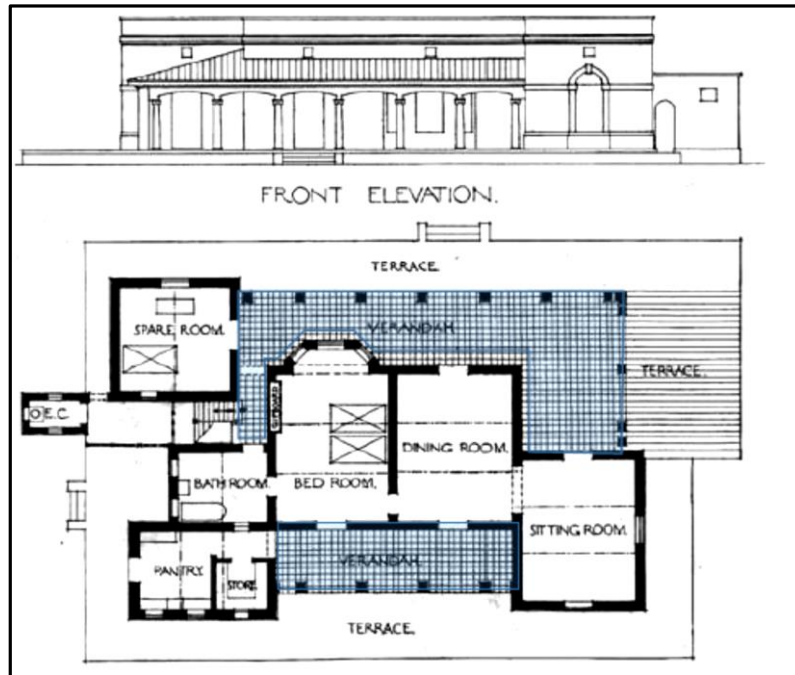 FRONT ELEVATION.
TERRACE.
SPARE ROOM.
VERANDAH.
TERRACE.
E.C.
CUPBOARD
DINING ROOM.
BATH ROOM.
BED ROOM.
SITTING ROOM.
PANTRY.
STORE.
VERANDAH.
TERRACE.